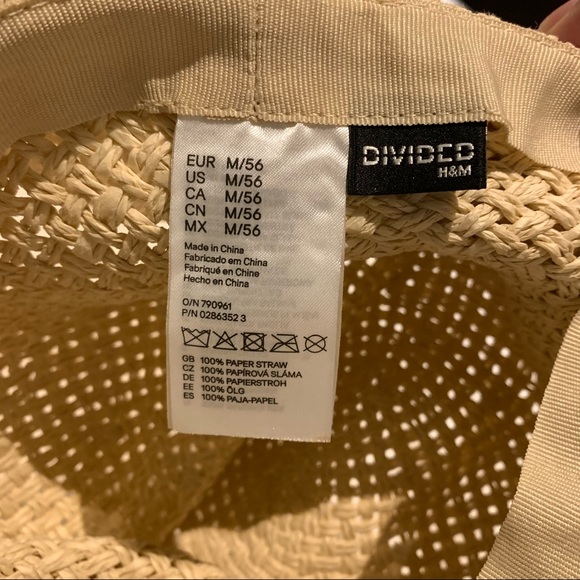 EUR M/56
US M/56
CA M/56
CN M/56
MX M/56
Made in China
Fabricado em China
Fabriqué en Chine
Hecho en China
O/N 790961
P/N 0286352 3
GB 100% PAPER STRAW
CZ 100% PAPÍROVÁ SLÁMA
DE 100% PAPIERSTROH
EE 100% ÕLG
ES 100% PAJA-PAPEL
DIVIDED
H&M